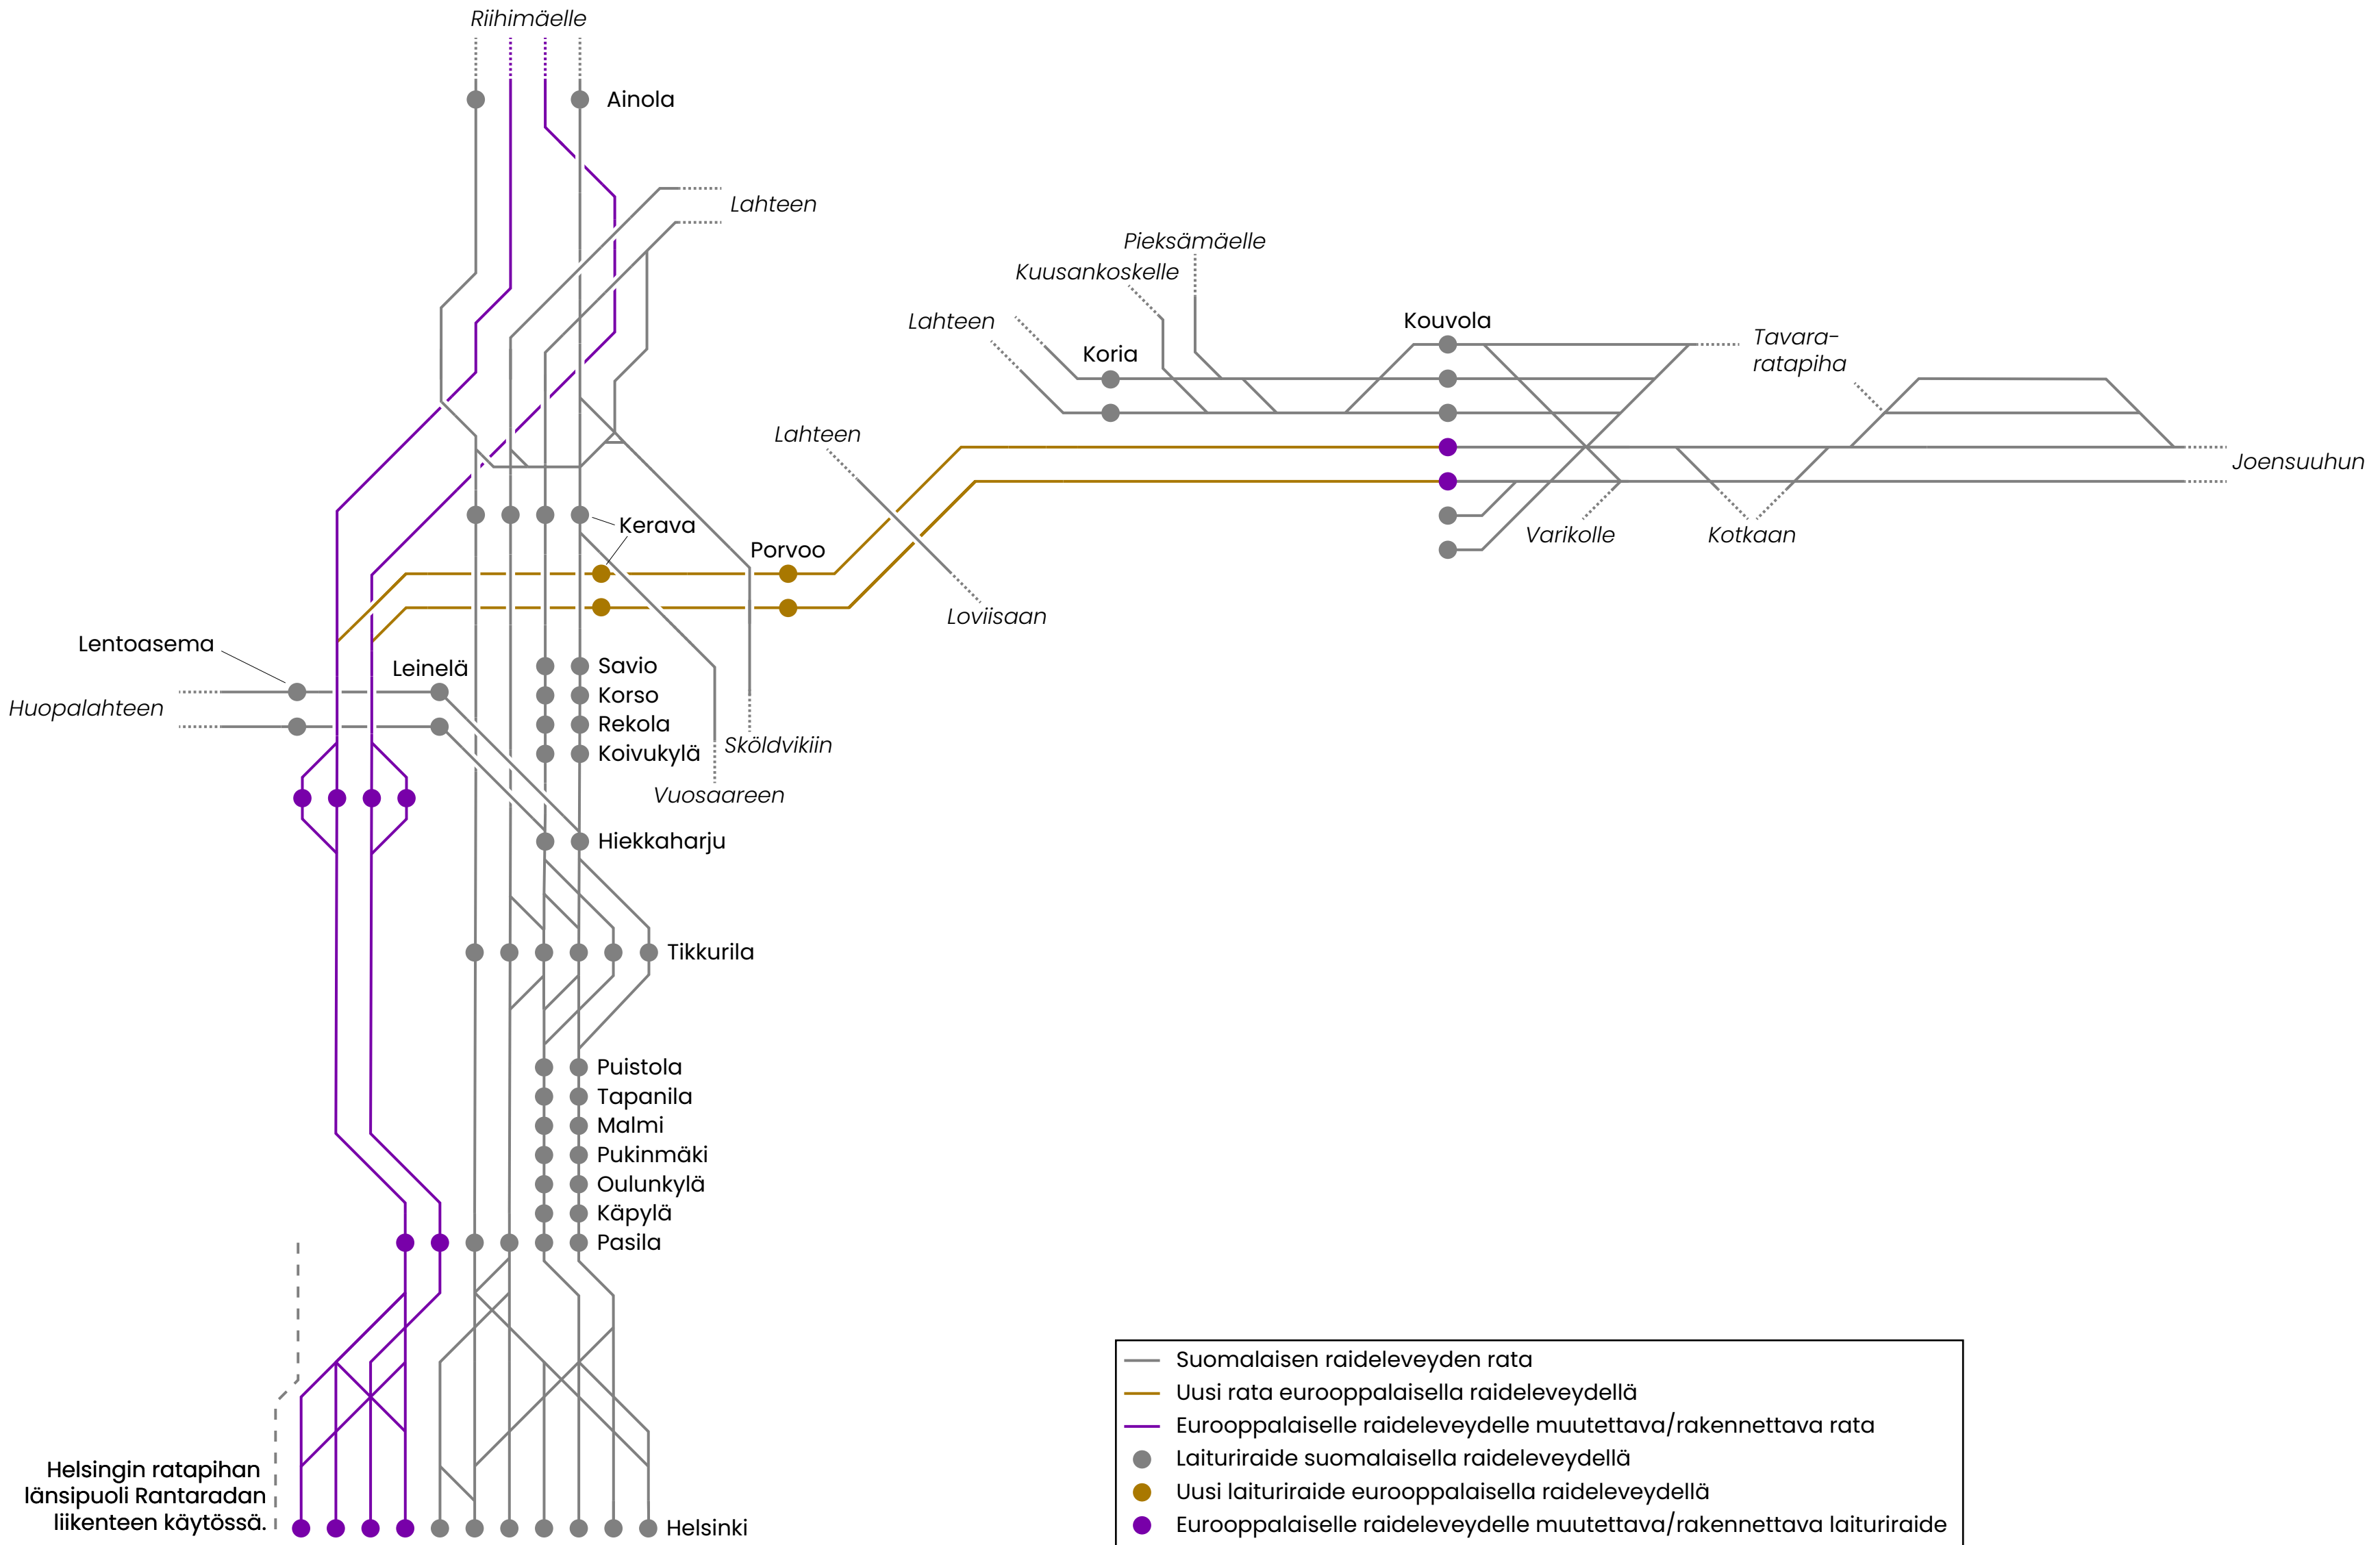 Riihimäelle
Ainola
Lahteen
Pieksämäelle
Kuusankoskelle
Lahteen
Kouvola
Koria
Tavara-
ratapiha
Lahteen
Joensuuhun
Kerava
Varikolle
Kotkaan
Porvoo
Loviisaan
Lentoasema
Leinelä
Huopalahteen
Savio
Korso
Rekola
Koivukylä
Sköldvikiin
Vuosaareen
Hiekkaharju
Tikkurila
Puistola
Tapanila
Malmi
Pukinmäki
Oulunkylä
Käpylä
Pasila
Helsingin ratapihan
länsipuoli Rantaradan
liikenteen käytössä.
Helsinki
Suomalaisen raideleveyden rata
Uusi rata eurooppalaisella raideleveydellä
Eurooppalaiselle raideleveydelle muutettava/rakennettava rata
Laituriraide suomalaisella raideleveydellä
Uusi laituriraide eurooppalaisella raideleveydellä
Eurooppalaiselle raideleveydelle muutettava/rakennettava laituriraide